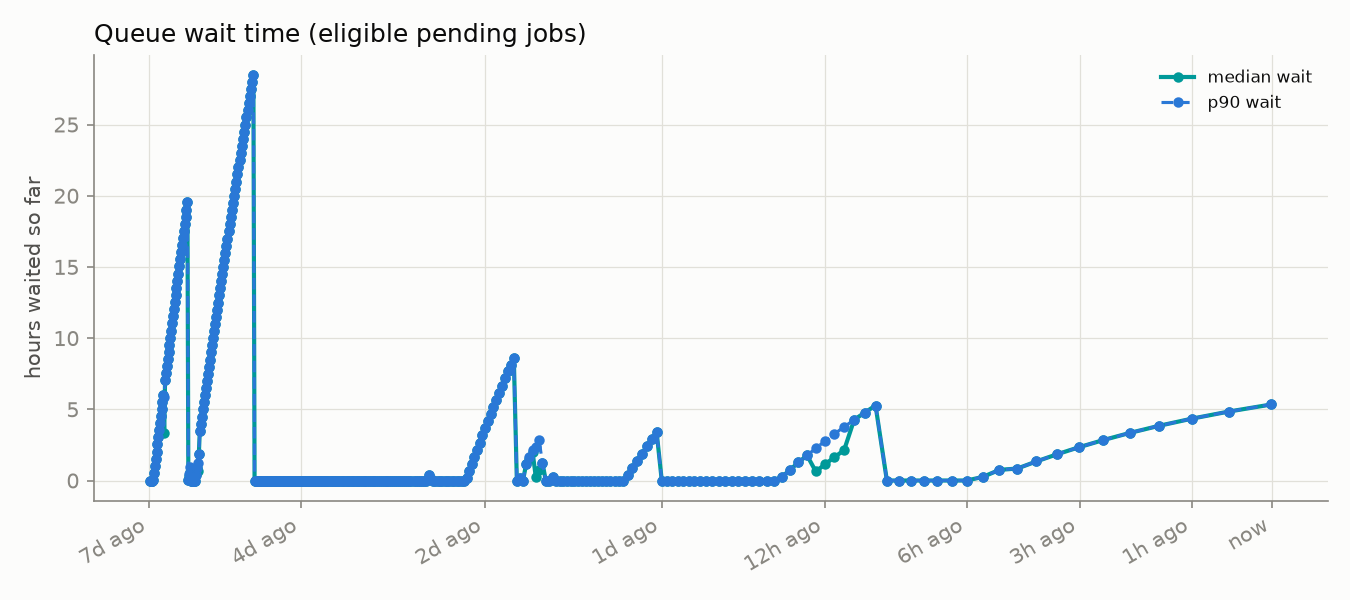 Queue wait time (eligible pending jobs)
median wait
p90 wait
hours waited so far
25
20
15
10
5
0
7d ago
4d ago
2d ago
1d ago
12h ago
6h ago
3h ago
1h ago
now